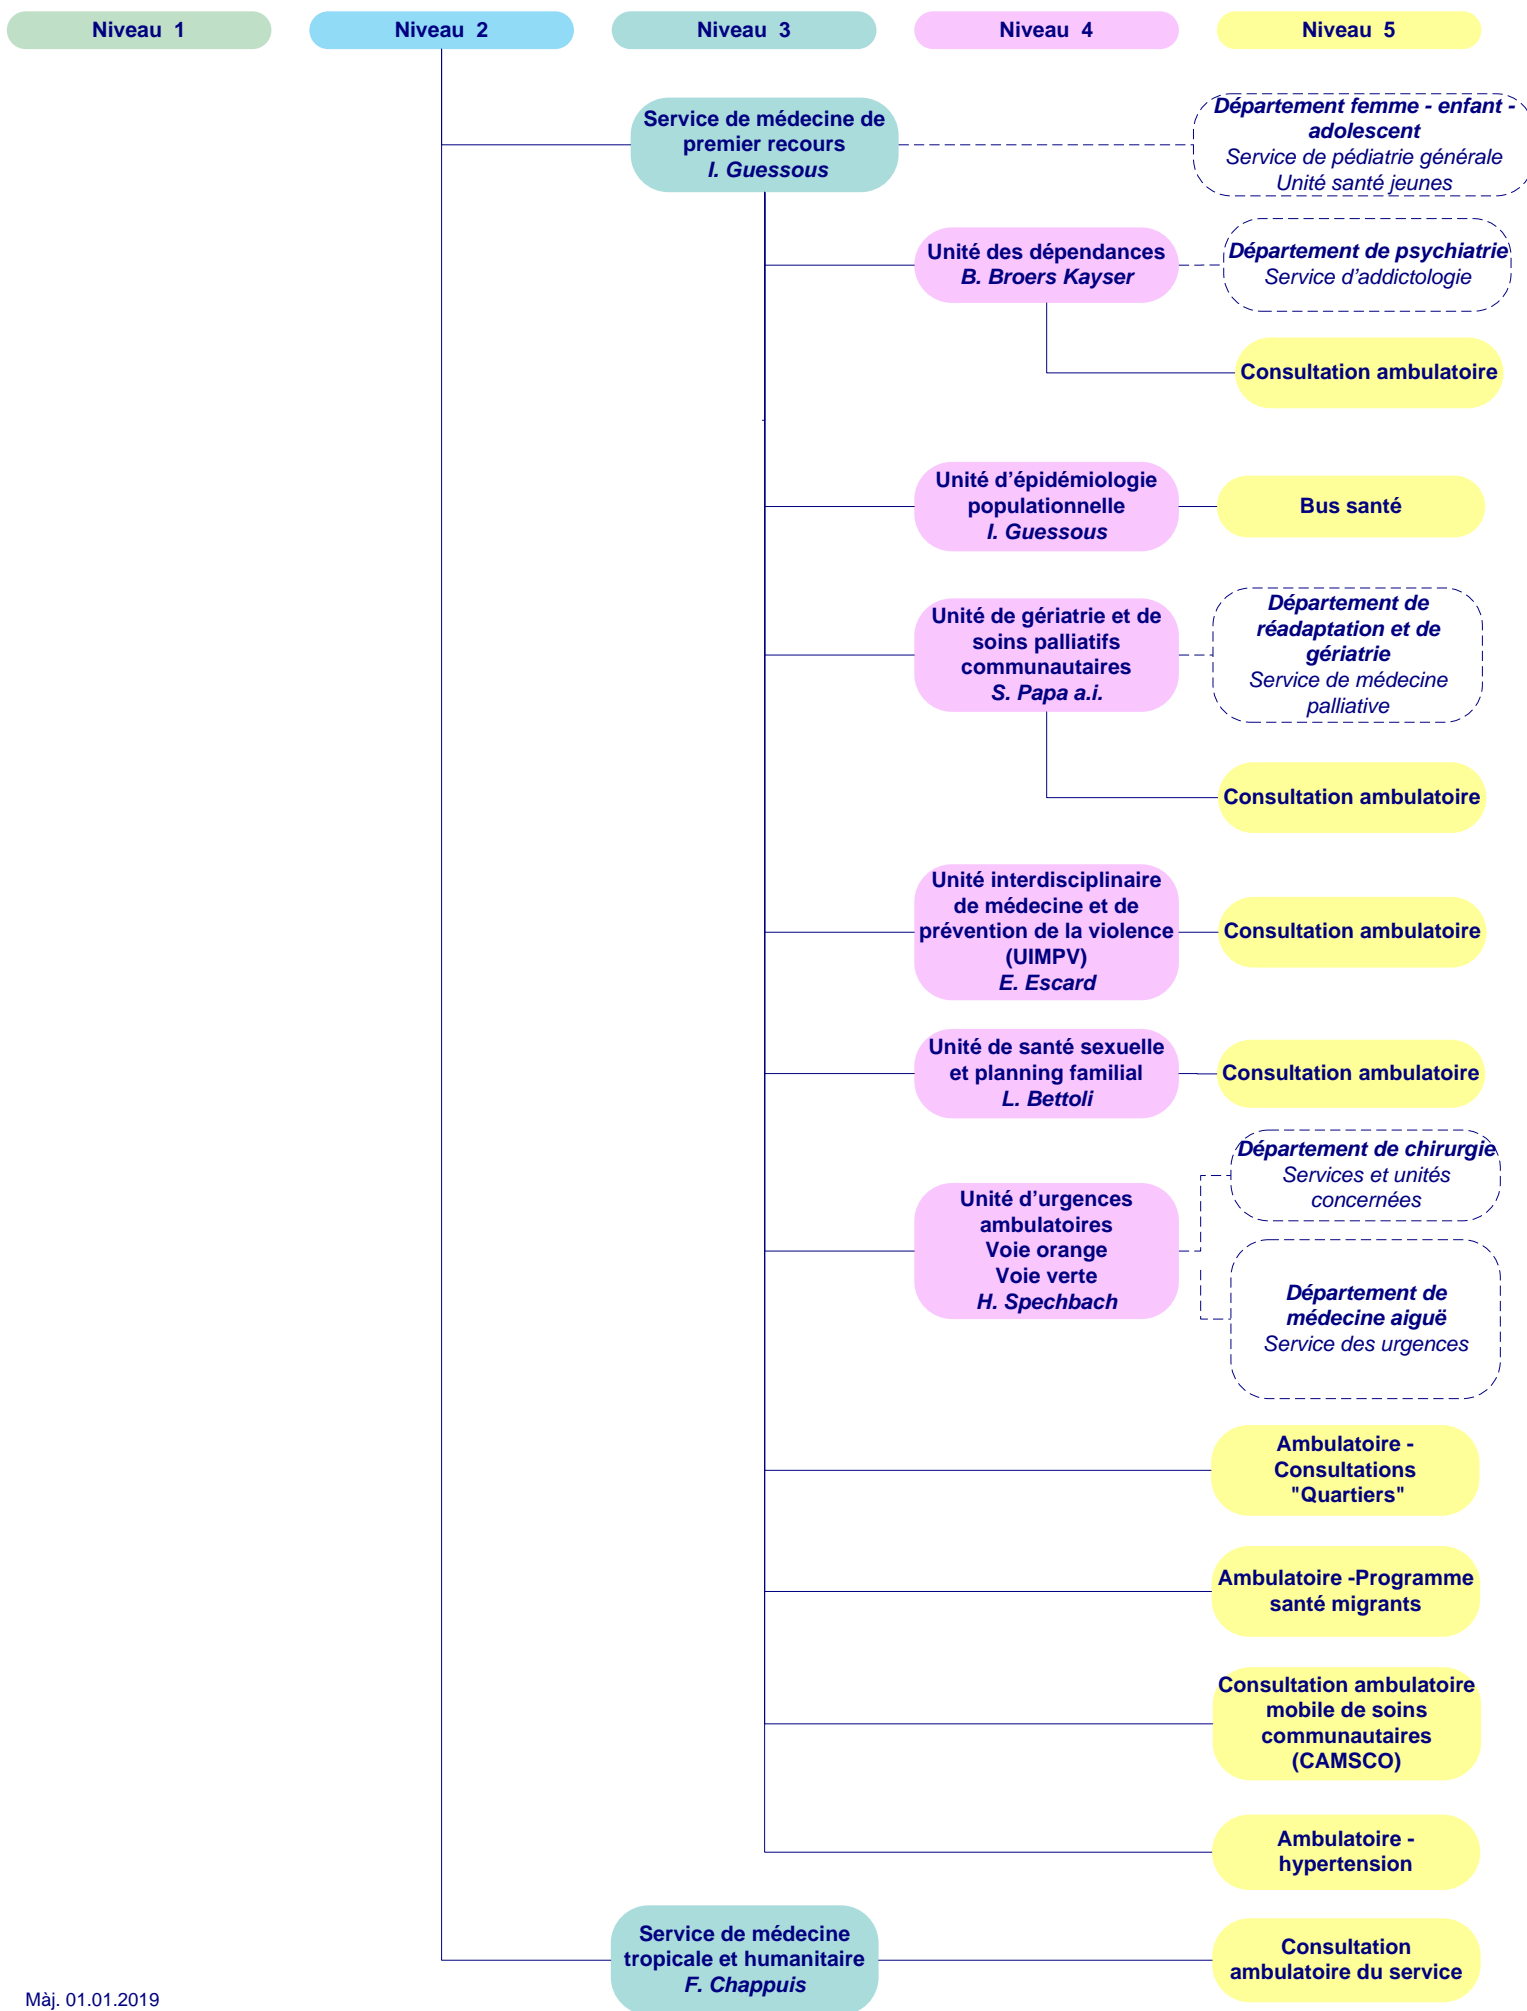 Niveau 1
Niveau 2
Niveau 3
Niveau 4
Niveau 5
Service de médecine de
premier recours
I. Guessous
Département femme - enfant -
adolescent
Service de pédiatrie générale
Unité santé jeunes
Unité des dépendances
B. Broers Kayser
Département de psychiatrie
Service d’addictologie
Consultation ambulatoire
Unité d’épidémiologie
populationnelle
I. Guessous
Bus santé
Unité de gériatrie et de
soins palliatifs
communautaires
S. Papa a.i.
Département de
réadaptation et de
gériatrie
Service de médecine
palliative
Consultation ambulatoire
Unité interdisciplinaire
de médecine et de
prévention de la violence
(UIMPV)
E. Escard
Consultation ambulatoire
Unité de santé sexuelle
et planning familial
L. Bettoli
Consultation ambulatoire
Unité d’urgences
ambulatoires
Voie orange
Voie verte
H. Spechbach
Département de chirurgie
Services et unités
concernées
Département de
médecine aiguë
Service des urgences
Ambulatoire -
Consultations
"Quartiers"
Ambulatoire -Programme
santé migrants
Consultation ambulatoire
mobile de soins
communautaires
(CAMSCO)
Ambulatoire -
hypertension
Service de médecine
tropicale et humanitaire
F. Chappuis
Consultation
ambulatoire du service
Màj. 01.01.2019